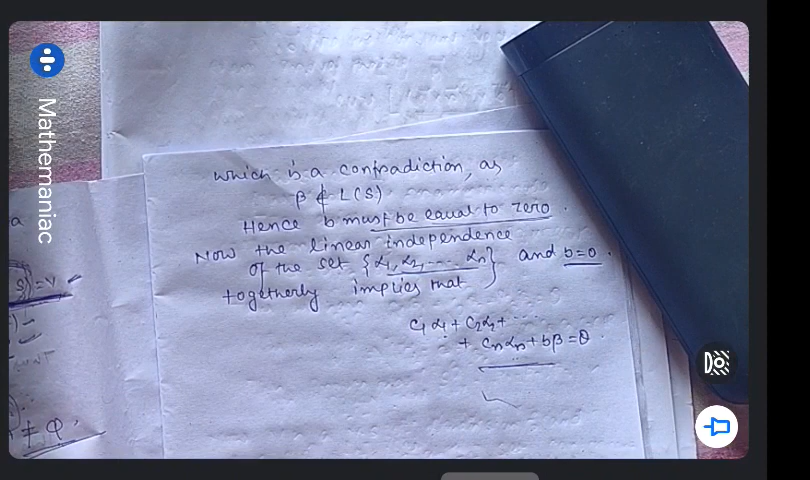 Mathemaniac
which is a contradiction, as
β ∉ L(S)
Hence b must be equal to zero.
Now the linear independence
of the set {α₁, α₂, .... αₙ} and b=0.
togetherly implies that
c₁α₁ + c₂α₂ + ....
+ cₙαₙ + bβ = θ
a
S) = V
≠ Φ.